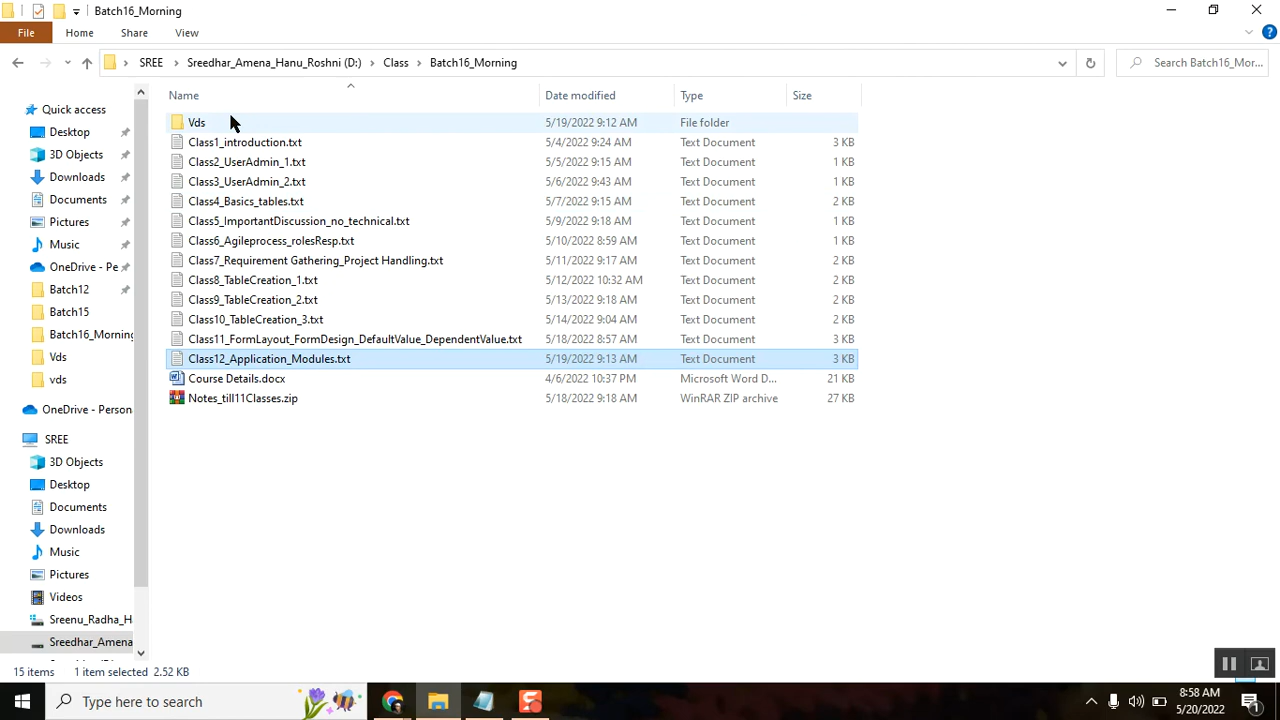 Batch16_Morning
File Home Share View
SREE Sreedhar_Amena_Hanu_Roshni (D:) Class Batch16_Morning Search Batch16_Mor...
Name Date modified Type Size
Quick access
Desktop
3D Objects
Downloads
Documents
Pictures
Music
OneDrive - Pe
Batch12
Batch15
Batch16_Morning
Vds
vds
OneDrive - Persona
SREE
3D Objects
Desktop
Documents
Downloads
Music
Pictures
Videos
Sreenu_Radha_H
Sreedhar_Amena
Vds 5/19/2022 9:12 AM File folder
Class1_introduction.txt 5/4/2022 9:24 AM Text Document 3 KB
Class2_UserAdmin_1.txt 5/5/2022 9:15 AM Text Document 1 KB
Class3_UserAdmin_2.txt 5/6/2022 9:43 AM Text Document 1 KB
Class4_Basics_tables.txt 5/7/2022 9:15 AM Text Document 2 KB
Class5_ImportantDiscussion_no_technical.txt 5/9/2022 9:18 AM Text Document 1 KB
Class6_Agileprocess_rolesResp.txt 5/10/2022 8:59 AM Text Document 1 KB
Class7_Requirement Gathering_Project Handling.txt 5/11/2022 9:17 AM Text Document 2 KB
Class8_TableCreation_1.txt 5/12/2022 10:32 AM Text Document 2 KB
Class9_TableCreation_2.txt 5/13/2022 9:18 AM Text Document 2 KB
Class10_TableCreation_3.txt 5/14/2022 9:04 AM Text Document 2 KB
Class11_FormLayout_FormDesign_DefaultValue_DependentValue.txt 5/18/2022 8:57 AM Text Document 3 KB
Class12_Application_Modules.txt 5/19/2022 9:13 AM Text Document 3 KB
Course Details.docx 4/6/2022 10:37 PM Microsoft Word D... 21 KB
Notes_till11Classes.zip 5/18/2022 9:18 AM WinRAR ZIP archive 27 KB
15 items 1 item selected 2.52 KB
Type here to search
8:58 AM
5/20/2022
1